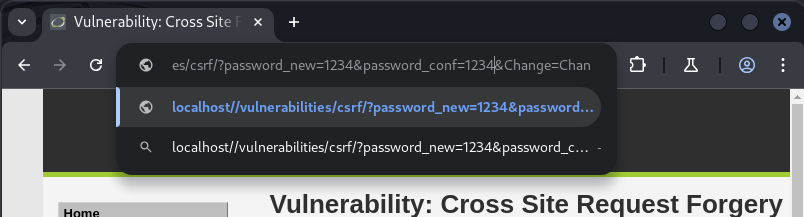 Vulnerability: Cross Site R
es/csrf/?password_new=1234&password_conf=1234&Change=Chan
localhost//vulnerabilities/csrf/?password_new=1234&password...
localhost//vulnerabilities/csrf/?password_new=1234&password_c... -
Vulnerability: Cross Site Request Forgery
Home